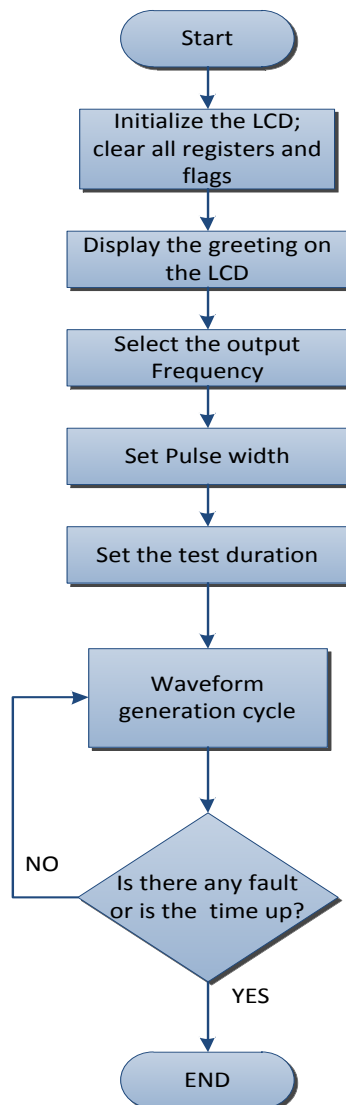 Start
Initialize the LCD;
clear all registers and
flags
Display the greeting on
the LCD
Select the output
Frequency
Set Pulse width
Set the test duration
Waveform
generation cycle
NO
Is there any fault
or is the  time up?
YES
END